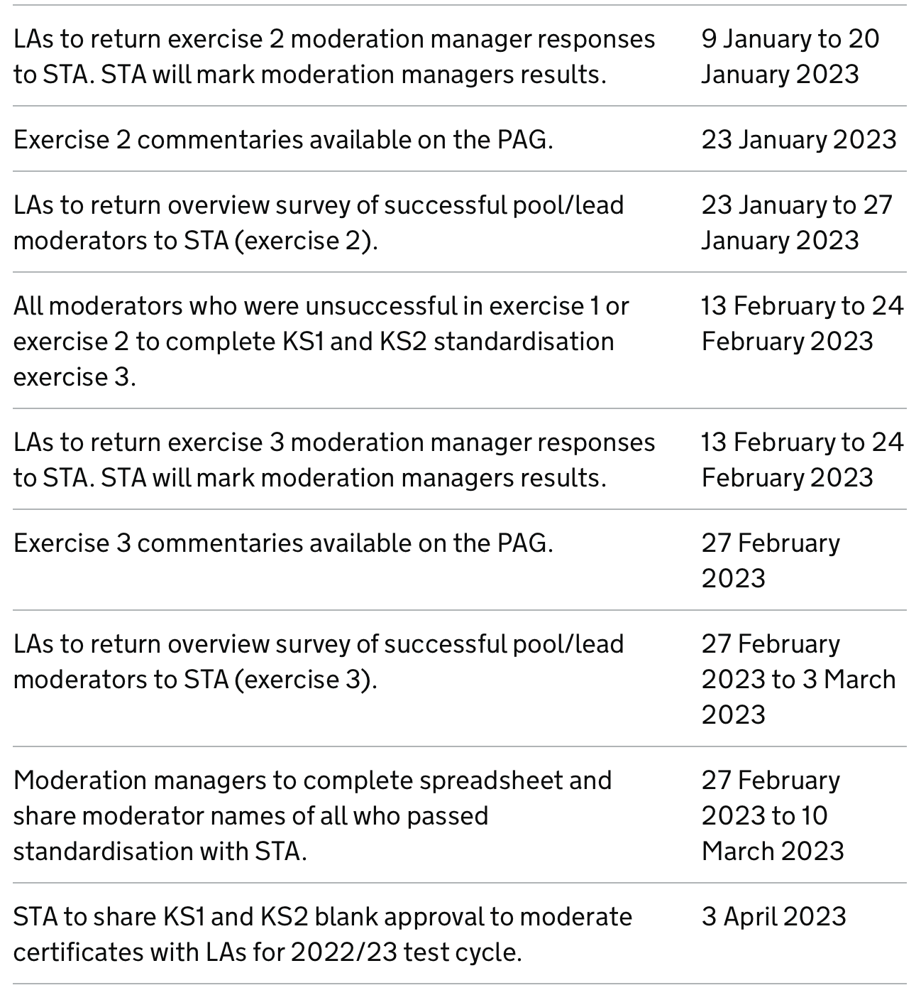 LAs to return exercise 2 moderation manager responses
to STA. STA will mark moderation managers results.
9 January to 20
January 2023
Exercise 2 commentaries available on the PAG.
23 January 2023
LAs to return overview survey of successful pool/lead
moderators to STA (exercise 2).
23 January to 27
January 2023
All moderators who were unsuccessful in exercise 1 or
exercise 2 to complete KS1 and KS2 standardisation
exercise 3.
13 February to 24
February 2023
LAs to return exercise 3 moderation manager responses
to STA. STA will mark moderation managers results.
13 February to 24
February 2023
Exercise 3 commentaries available on the PAG.
27 February
2023
LAs to return overview survey of successful pool/lead
moderators to STA (exercise 3).
27 February
2023 to 3 March
2023
Moderation managers to complete spreadsheet and
share moderator names of all who passed
standardisation with STA.
27 February
2023 to 10
March 2023
STA to share KS1 and KS2 blank approval to moderate
certificates with LAs for 2022/23 test cycle.
3 April 2023